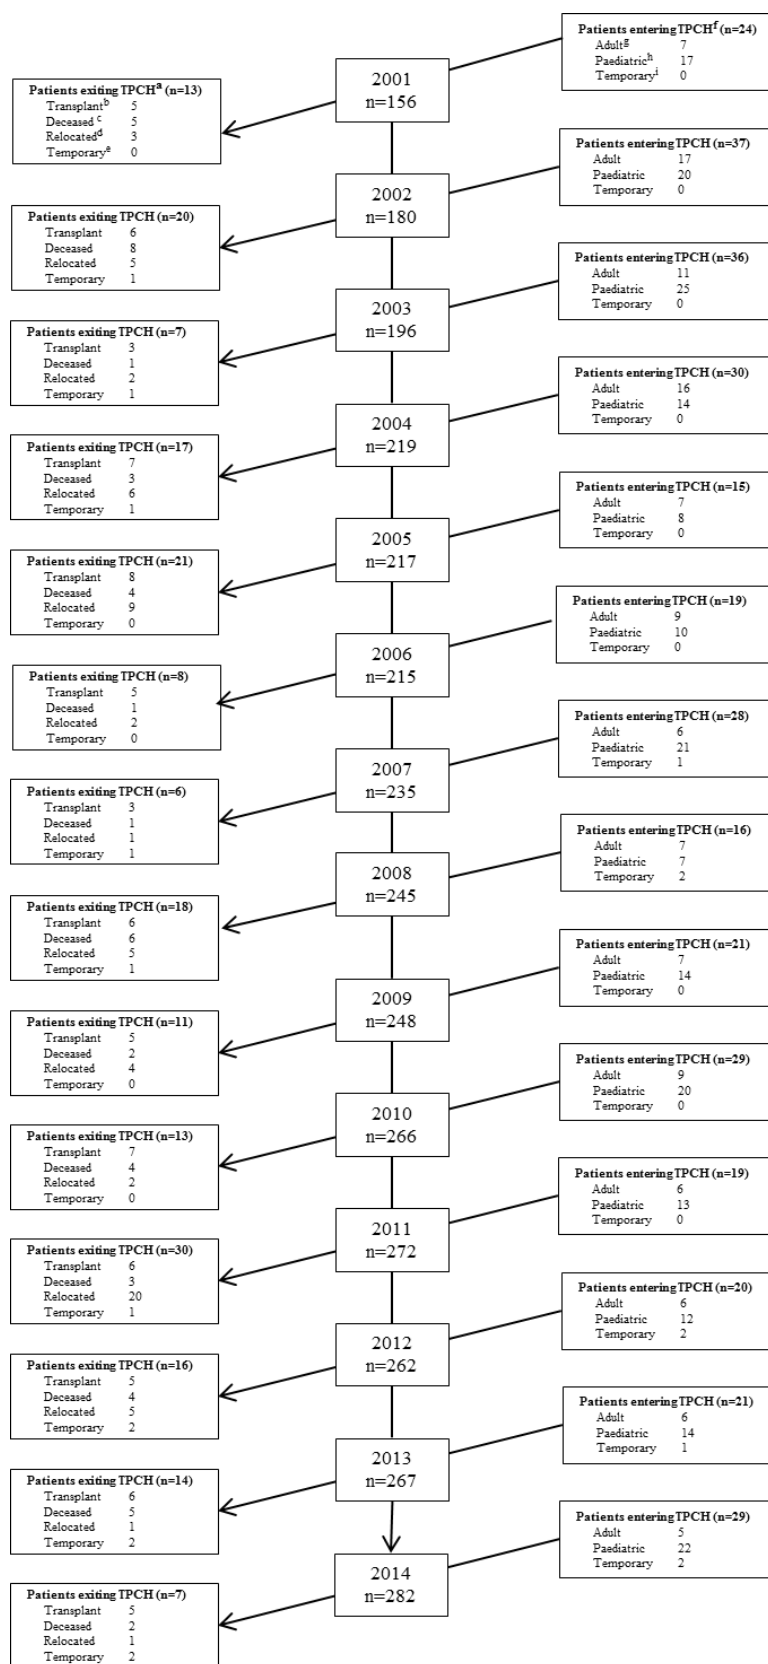 Patients entering TPCHᶠ (n=24)
Adultᵍ 7
Paediatricʰ 17
Temporaryⁱ 0
2001
n=156
Patients exiting TPCHᵃ (n=13)
Transplantᵇ 5
Deceased ᶜ 5
Relocatedᵈ 3
Temporaryᵉ 0
Patients entering TPCH (n=37)
Adult 17
Paediatric 20
Temporary 0
2002
n=180
Patients exiting TPCH (n=20)
Transplant 6
Deceased 8
Relocated 5
Temporary 1
Patients entering TPCH (n=36)
Adult 11
Paediatric 25
Temporary 0
2003
n=196
Patients exiting TPCH (n=7)
Transplant 3
Deceased 1
Relocated 2
Temporary 1
Patients entering TPCH (n=30)
Adult 16
Paediatric 14
Temporary 0
2004
n=219
Patients exiting TPCH (n=17)
Transplant 7
Deceased 3
Relocated 6
Temporary 1
Patients entering TPCH (n=15)
Adult 7
Paediatric 8
Temporary 0
2005
n=217
Patients exiting TPCH (n=21)
Transplant 8
Deceased 4
Relocated 9
Temporary 0
Patients entering TPCH (n=19)
Adult 9
Paediatric 10
Temporary 0
2006
n=215
Patients exiting TPCH (n=8)
Transplant 5
Deceased 1
Relocated 2
Temporary 0
Patients entering TPCH (n=28)
Adult 6
Paediatric 21
Temporary 1
2007
n=235
Patients exiting TPCH (n=6)
Transplant 3
Deceased 1
Relocated 1
Temporary 1
Patients entering TPCH (n=16)
Adult 7
Paediatric 7
Temporary 2
2008
n=245
Patients exiting TPCH (n=18)
Transplant 6
Deceased 6
Relocated 5
Temporary 1
Patients entering TPCH (n=21)
Adult 7
Paediatric 14
Temporary 0
2009
n=248
Patients exiting TPCH (n=11)
Transplant 5
Deceased 2
Relocated 4
Temporary 0
Patients entering TPCH (n=29)
Adult 9
Paediatric 20
Temporary 0
2010
n=266
Patients exiting TPCH (n=13)
Transplant 7
Deceased 4
Relocated 2
Temporary 0
Patients entering TPCH (n=19)
Adult 6
Paediatric 13
Temporary 0
2011
n=272
Patients exiting TPCH (n=30)
Transplant 6
Deceased 3
Relocated 20
Temporary 1
Patients entering TPCH (n=20)
Adult 6
Paediatric 12
Temporary 2
2012
n=262
Patients exiting TPCH (n=16)
Transplant 5
Deceased 4
Relocated 5
Temporary 2
Patients entering TPCH (n=21)
Adult 6
Paediatric 14
Temporary 1
2013
n=267
Patients exiting TPCH (n=14)
Transplant 6
Deceased 5
Relocated 1
Temporary 2
Patients entering TPCH (n=29)
Adult 5
Paediatric 22
Temporary 2
2014
n=282
Patients exiting TPCH (n=7)
Transplant 5
Deceased 2
Relocated 1
Temporary 2